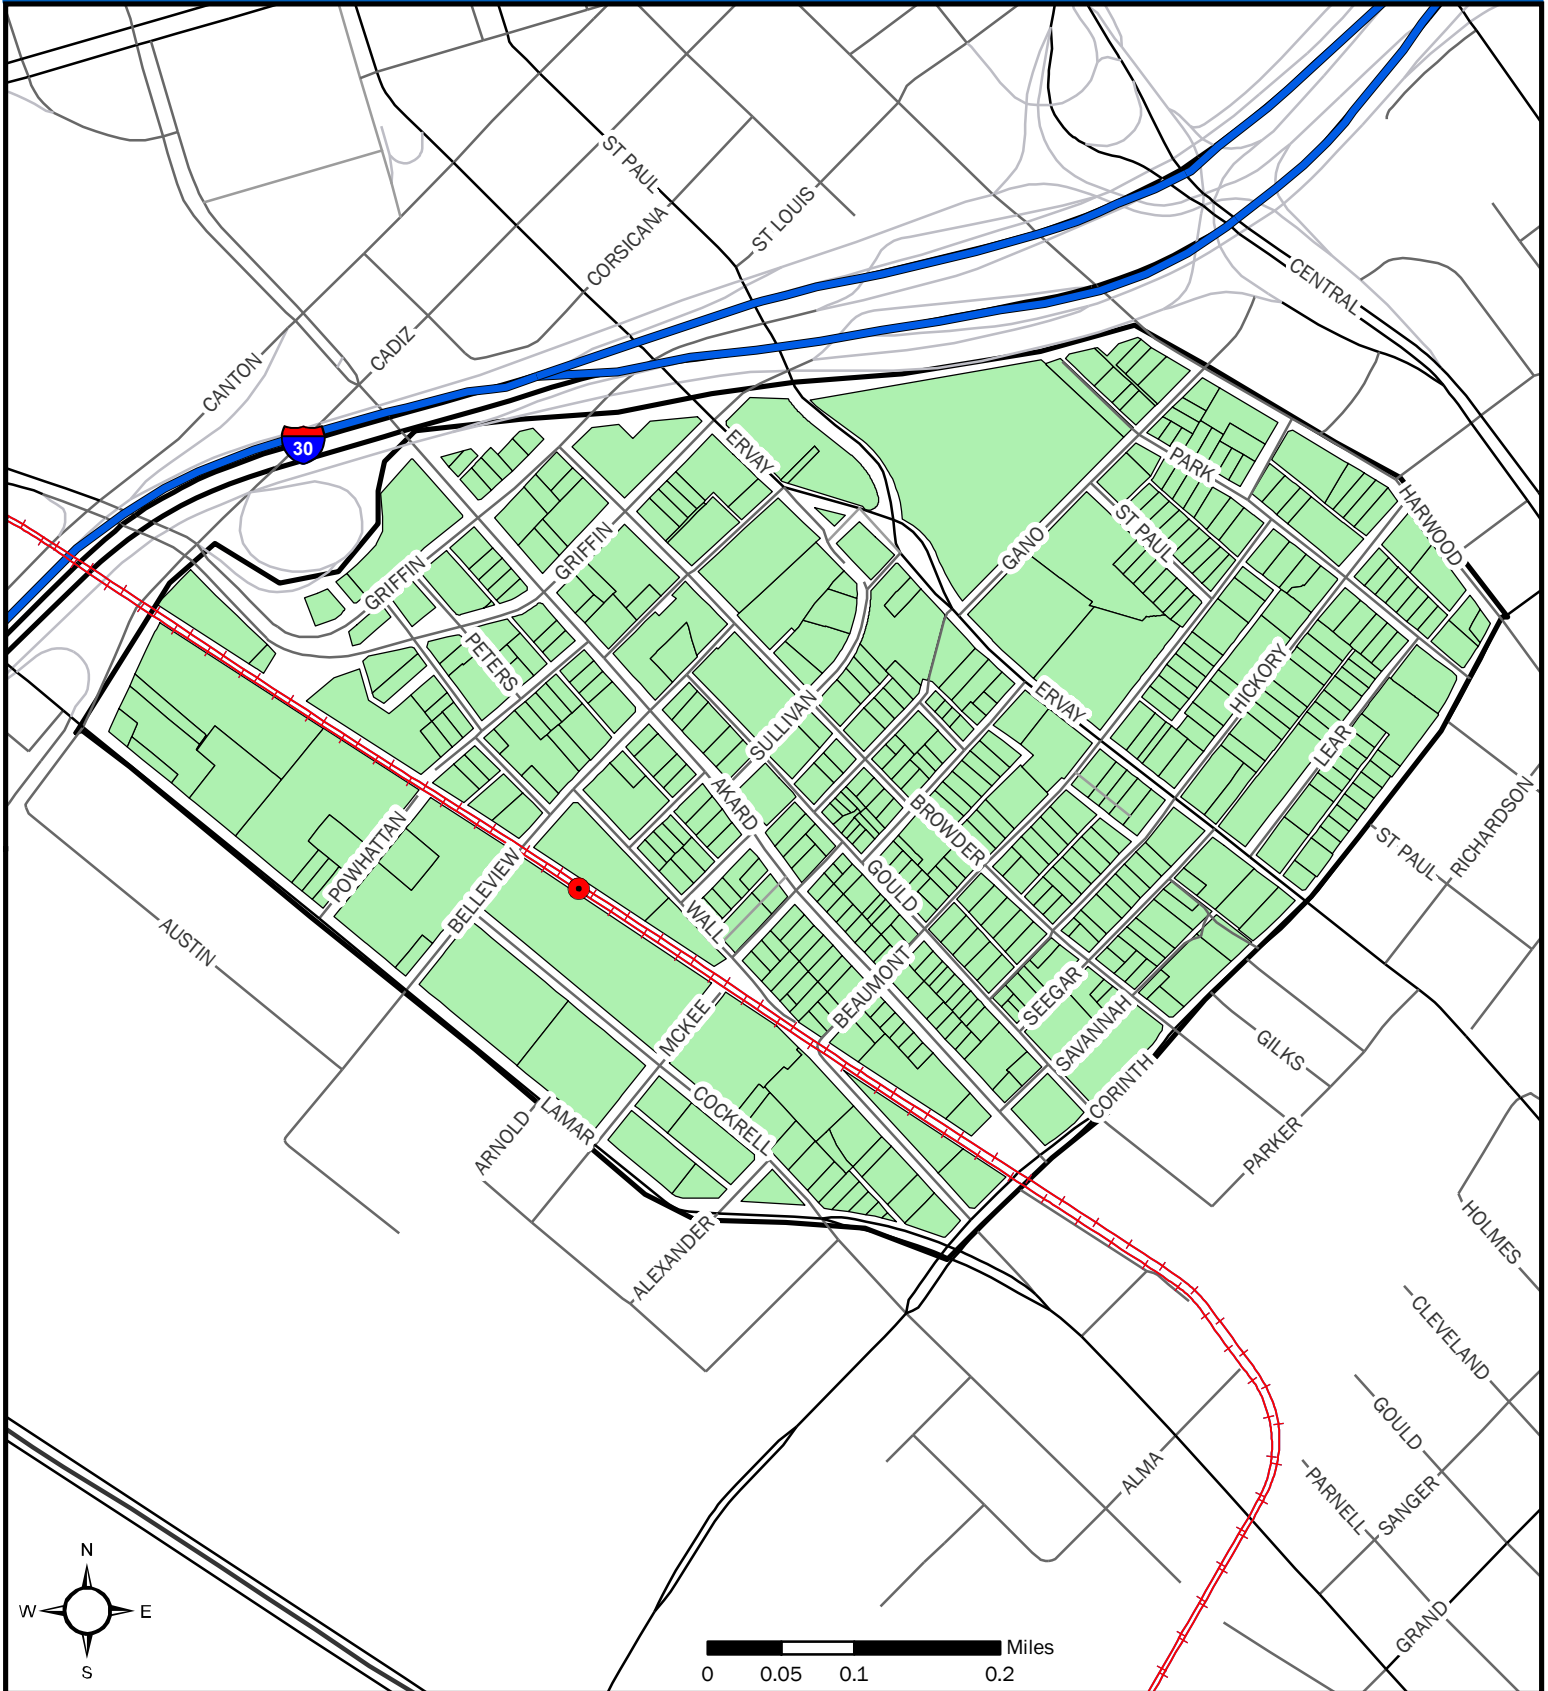 ST PAUL
CORSICANA
ST LOUIS
CENTRAL
CANTON
CADIZ
30
ERVAY
PARK
HARWOOD
ST PAUL
GANO
GRIFFIN
GRIFFIN
PETERS
HICKORY
ERVAY
SULLIVAN
LEAR
AKARD
BROWDER
RICHARDSON
ST PAUL
POWHATTAN
BELLEVIEW
GOULD
WALL
AUSTIN
BEAUMONT
SEEGAR
MCKEE
SAVANNAH
GILKS
CORINTH
COCKRELL
LAMAR
ARNOLD
PARKER
ALEXANDER
HOLMES
CLEVELAND
GOULD
ALMA
PARNELL
SANGER
GRAND
N
W
E
S
Miles
0 0.05 0.1 0.2